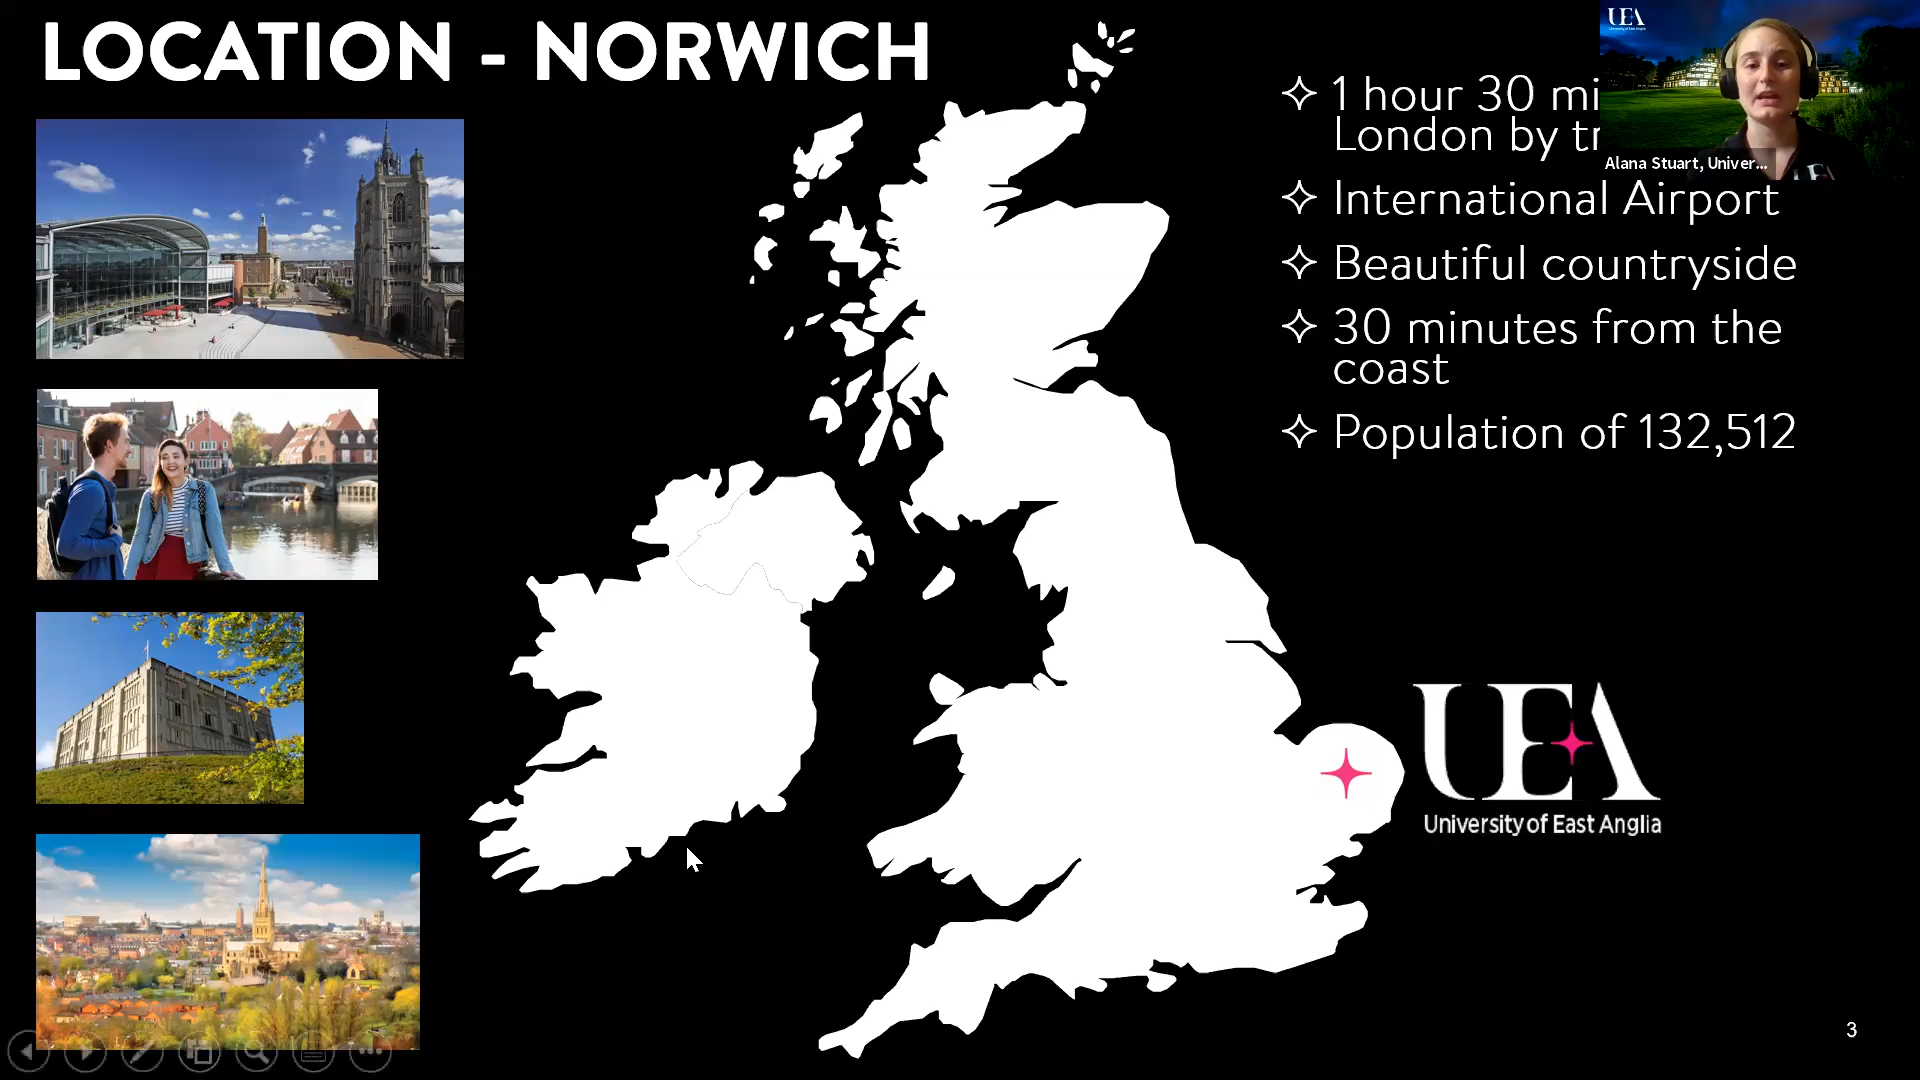 LOCATION - NORWICH
1 hour 30 mi
London by tr
International Airport
Beautiful countryside
30 minutes from the
coast
Population of 132,512
UEA
Alana Stuart, Univer...
UEA
University of East Anglia
3